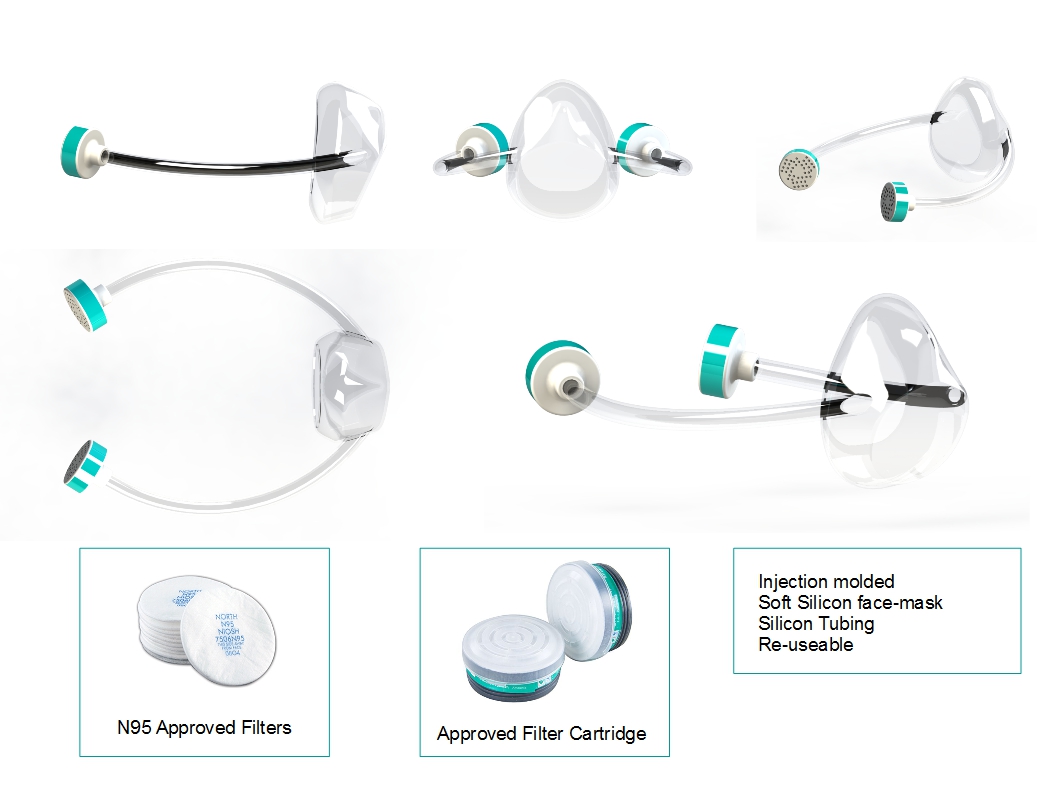 NORTH
N95
NIOSH
7506N95
N95 Approved Filters
Approved Filter Cartridge
Injection molded
Soft Silicon face-mask
Silicon Tubing
Re-useable